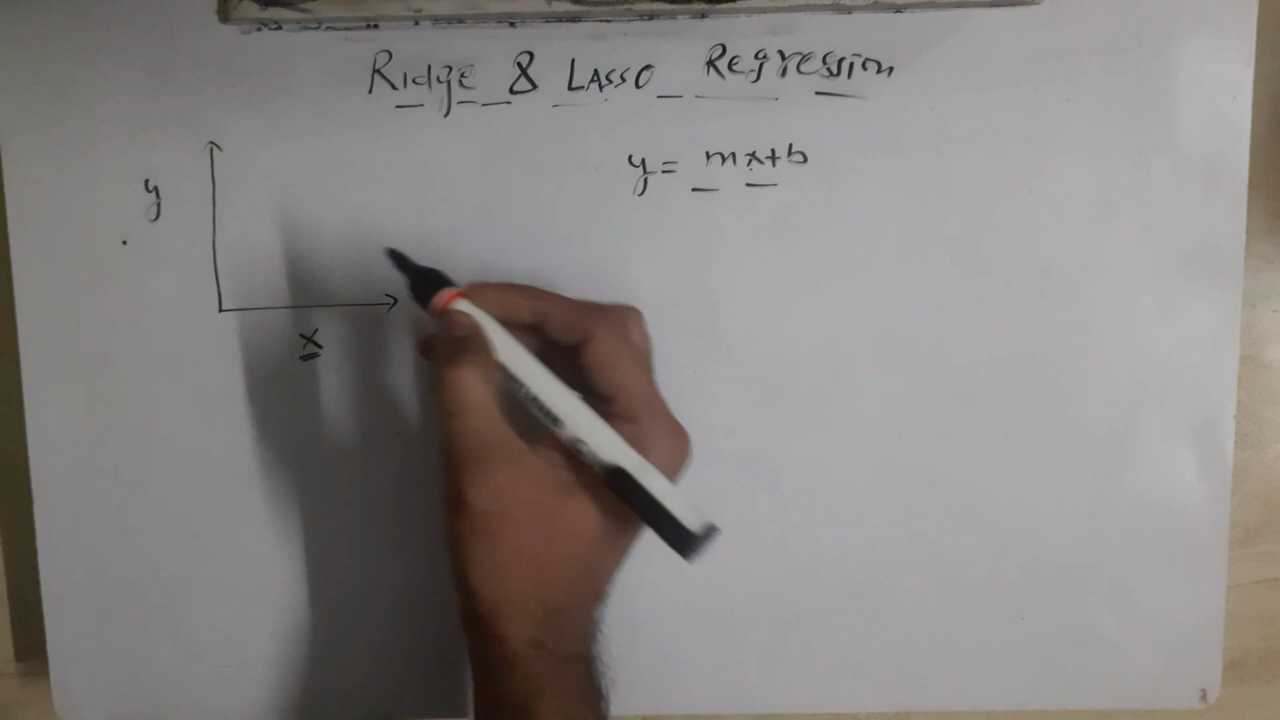 Ridge & Lasso Regression
y = mx+b
y
x